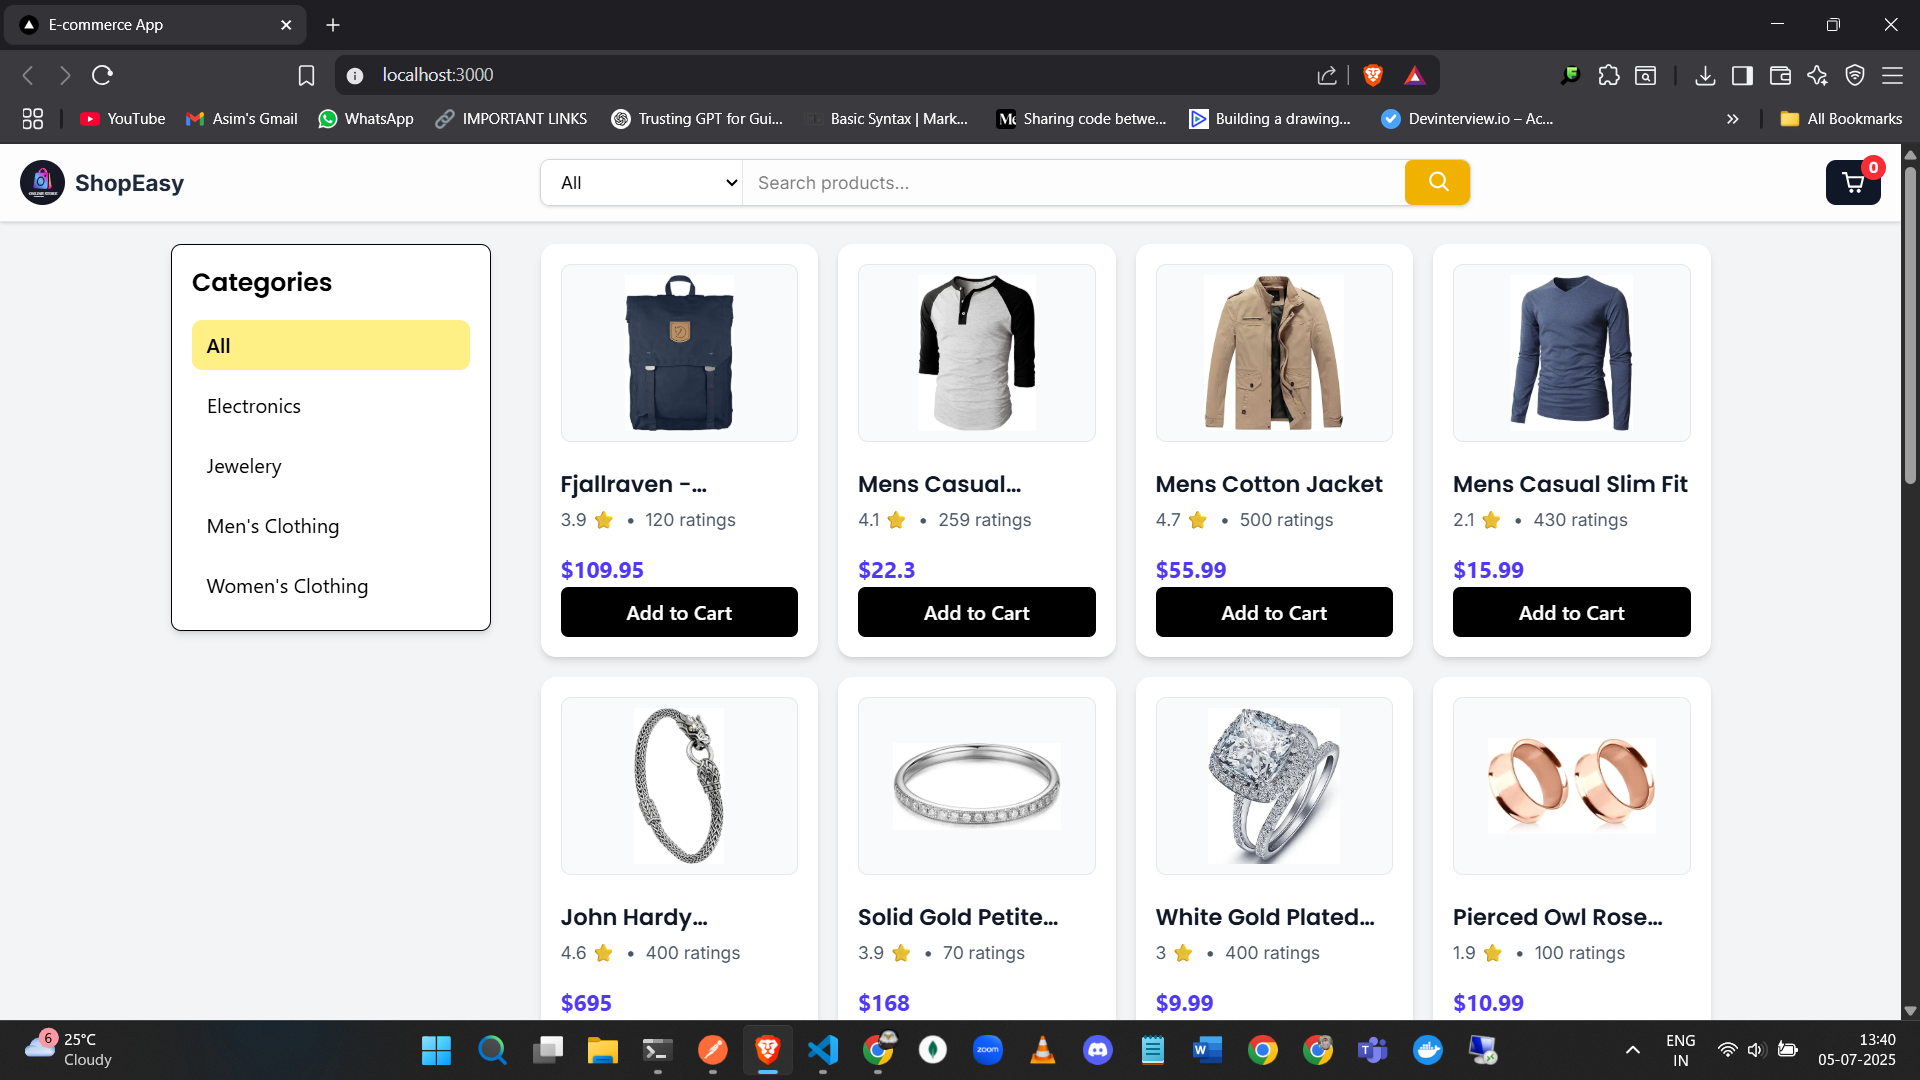 E-commerce App
localhost:3000
YouTube
Asim's Gmail
WhatsApp
IMPORTANT LINKS
Trusting GPT for Gui...
Basic Syntax | Mark...
Sharing code betwe...
Building a drawing...
Devinterview.io – Ac...
All Bookmarks
ShopEasy
All
Search products...
0
Categories
All
Electronics
Jewelery
Men's Clothing
Women's Clothing
Fjallraven -...
3.9 ⭐ • 120 ratings
$109.95
Add to Cart
Mens Casual...
4.1 ⭐ • 259 ratings
$22.3
Add to Cart
Mens Cotton Jacket
4.7 ⭐ • 500 ratings
$55.99
Add to Cart
Mens Casual Slim Fit
2.1 ⭐ • 430 ratings
$15.99
Add to Cart
John Hardy...
4.6 ⭐ • 400 ratings
$695
Solid Gold Petite...
3.9 ⭐ • 70 ratings
$168
White Gold Plated...
3 ⭐ • 400 ratings
$9.99
Pierced Owl Rose...
1.9 ⭐ • 100 ratings
$10.99
6
25°C
Cloudy
zoom
ENG
IN
13:40
05-07-2025